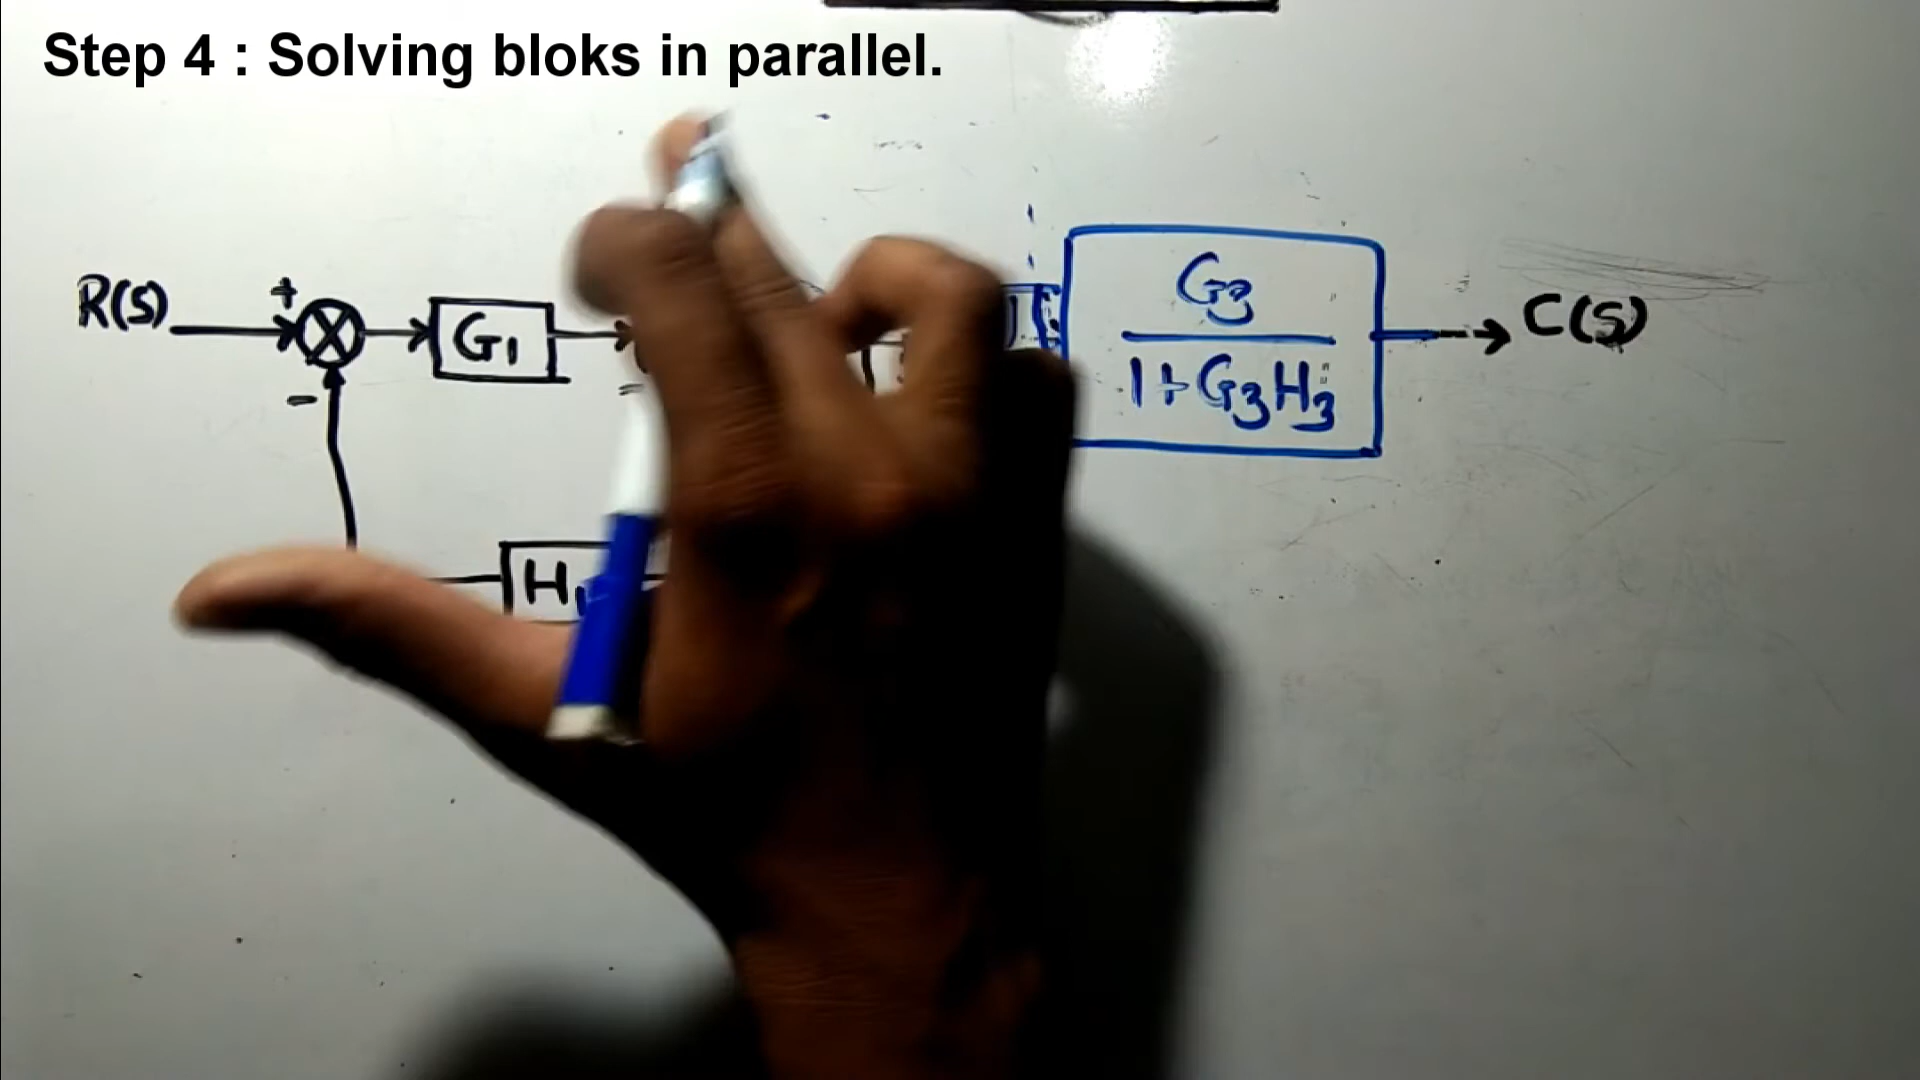 Step 4 : Solving bloks in parallel.
R(S)
+
-
G1
-
G3
1+G3H3
C(S)
H1